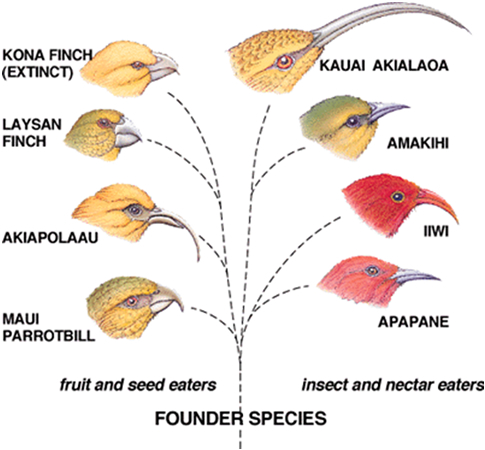 KONA FINCH
(EXTINCT)
KAUAI AKIALAOA
LAYSAN
FINCH
AMAKIHI
AKIAPOLAAU
IIWI
MAUI
PARROTBILL
APAPANE
fruit and seed eaters
insect and nectar eaters
FOUNDER SPECIES